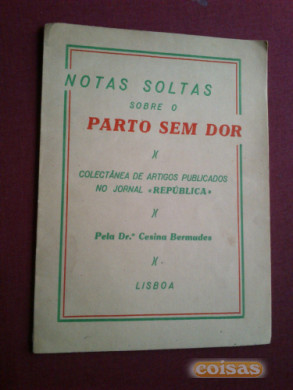 NOTAS SOLTAS
SOBRE O
PARTO SEM DOR
X
COLECTÂNEA DE ARTIGOS PUBLICADOS
NO JORNAL «REPÚBLICA»
X
Pela Dr.ª Cesina Bermudes
X
LISBOA
coisas